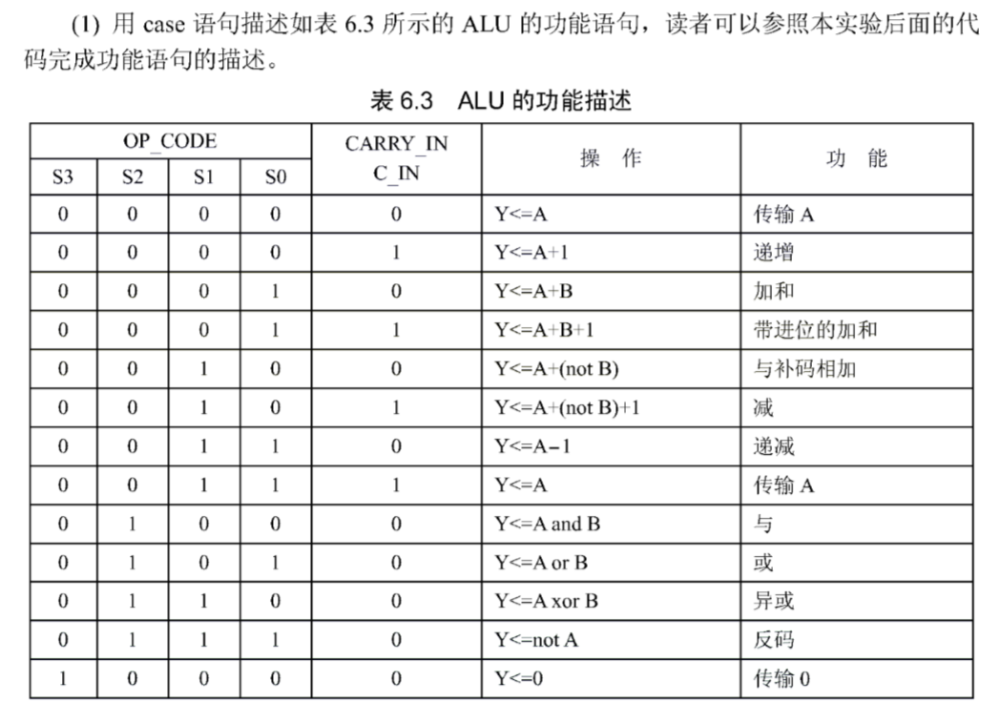 (1) 用 case 语句描述如表 6.3 所示的 ALU 的功能语句，读者可以参照本实验后面的代
码完成功能语句的描述。
表 6.3 ALU 的功能描述
OP_CODE CARRY_IN C_IN 操 作 功 能
S3 S2 S1 S0
0 0 0 0 0 Y<=A 传输 A
0 0 0 0 1 Y<=A+1 递增
0 0 0 1 0 Y<=A+B 加和
0 0 0 1 1 Y<=A+B+1 带进位的加和
0 0 1 0 0 Y<=A+(not B) 与补码相加
0 0 1 0 1 Y<=A+(not B)+1 减
0 0 1 1 0 Y<=A−1 递减
0 0 1 1 1 Y<=A 传输 A
0 1 0 0 0 Y<=A and B 与
0 1 0 1 0 Y<=A or B 或
0 1 1 0 0 Y<=A xor B 异或
0 1 1 1 0 Y<=not A 反码
1 0 0 0 0 Y<=0 传输 0